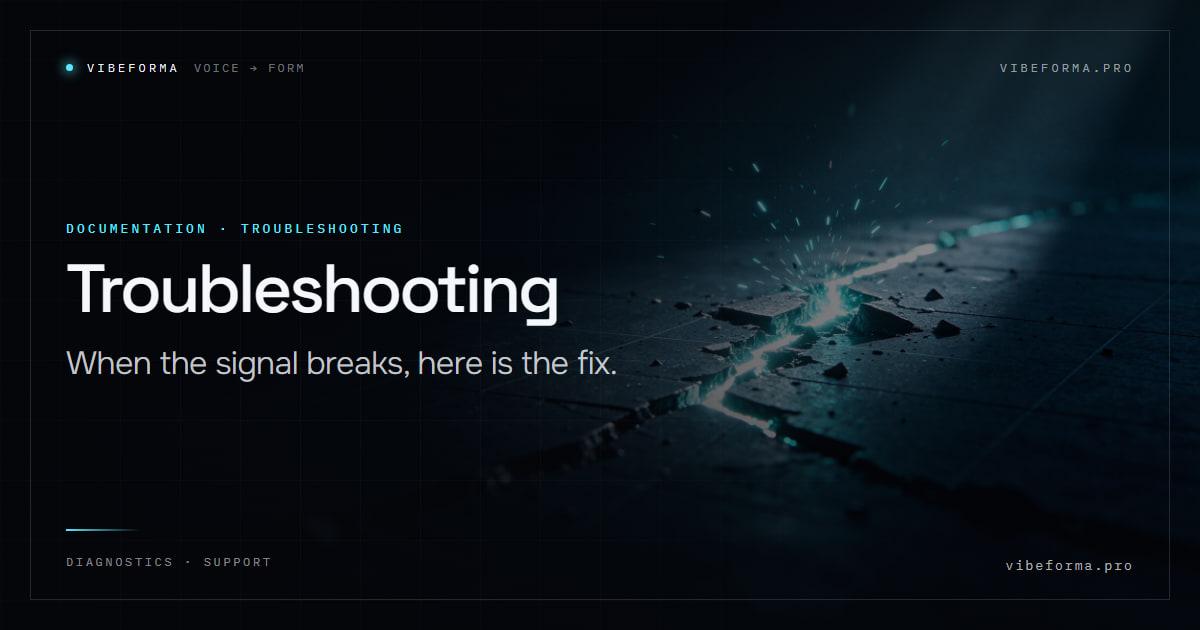 VIBEFORMA VOICE → FORM
VIBEFORMA.PRO
DOCUMENTATION · TROUBLESHOOTING
Troubleshooting
When the signal breaks, here is the fix.
DIAGNOSTICS · SUPPORT
vibeforma.pro